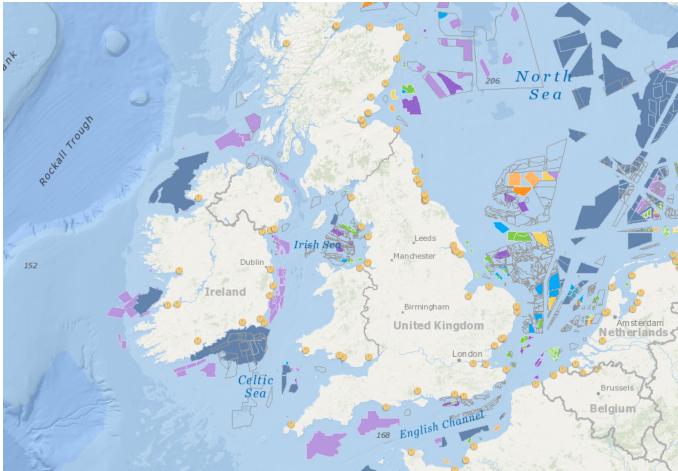 206
North
Sea
ank
Rockall Trough
Leeds
Irish Sea
Manchester
Dublin
152
Ireland
Birmingham
United Kingdom
Amsterdam
Netherlands
London
Celtic
Sea
Brussels
Belgium
English Channel
168